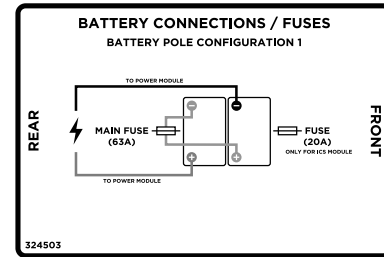 BATTERY CONNECTIONS / FUSES
BATTERY POLE CONFIGURATION 1
TO POWER MODULE
REAR
MAIN FUSE
(63A)
FUSE
(20A)
ONLY FOR ICS MODULE
FRONT
TO POWER MODULE
324503